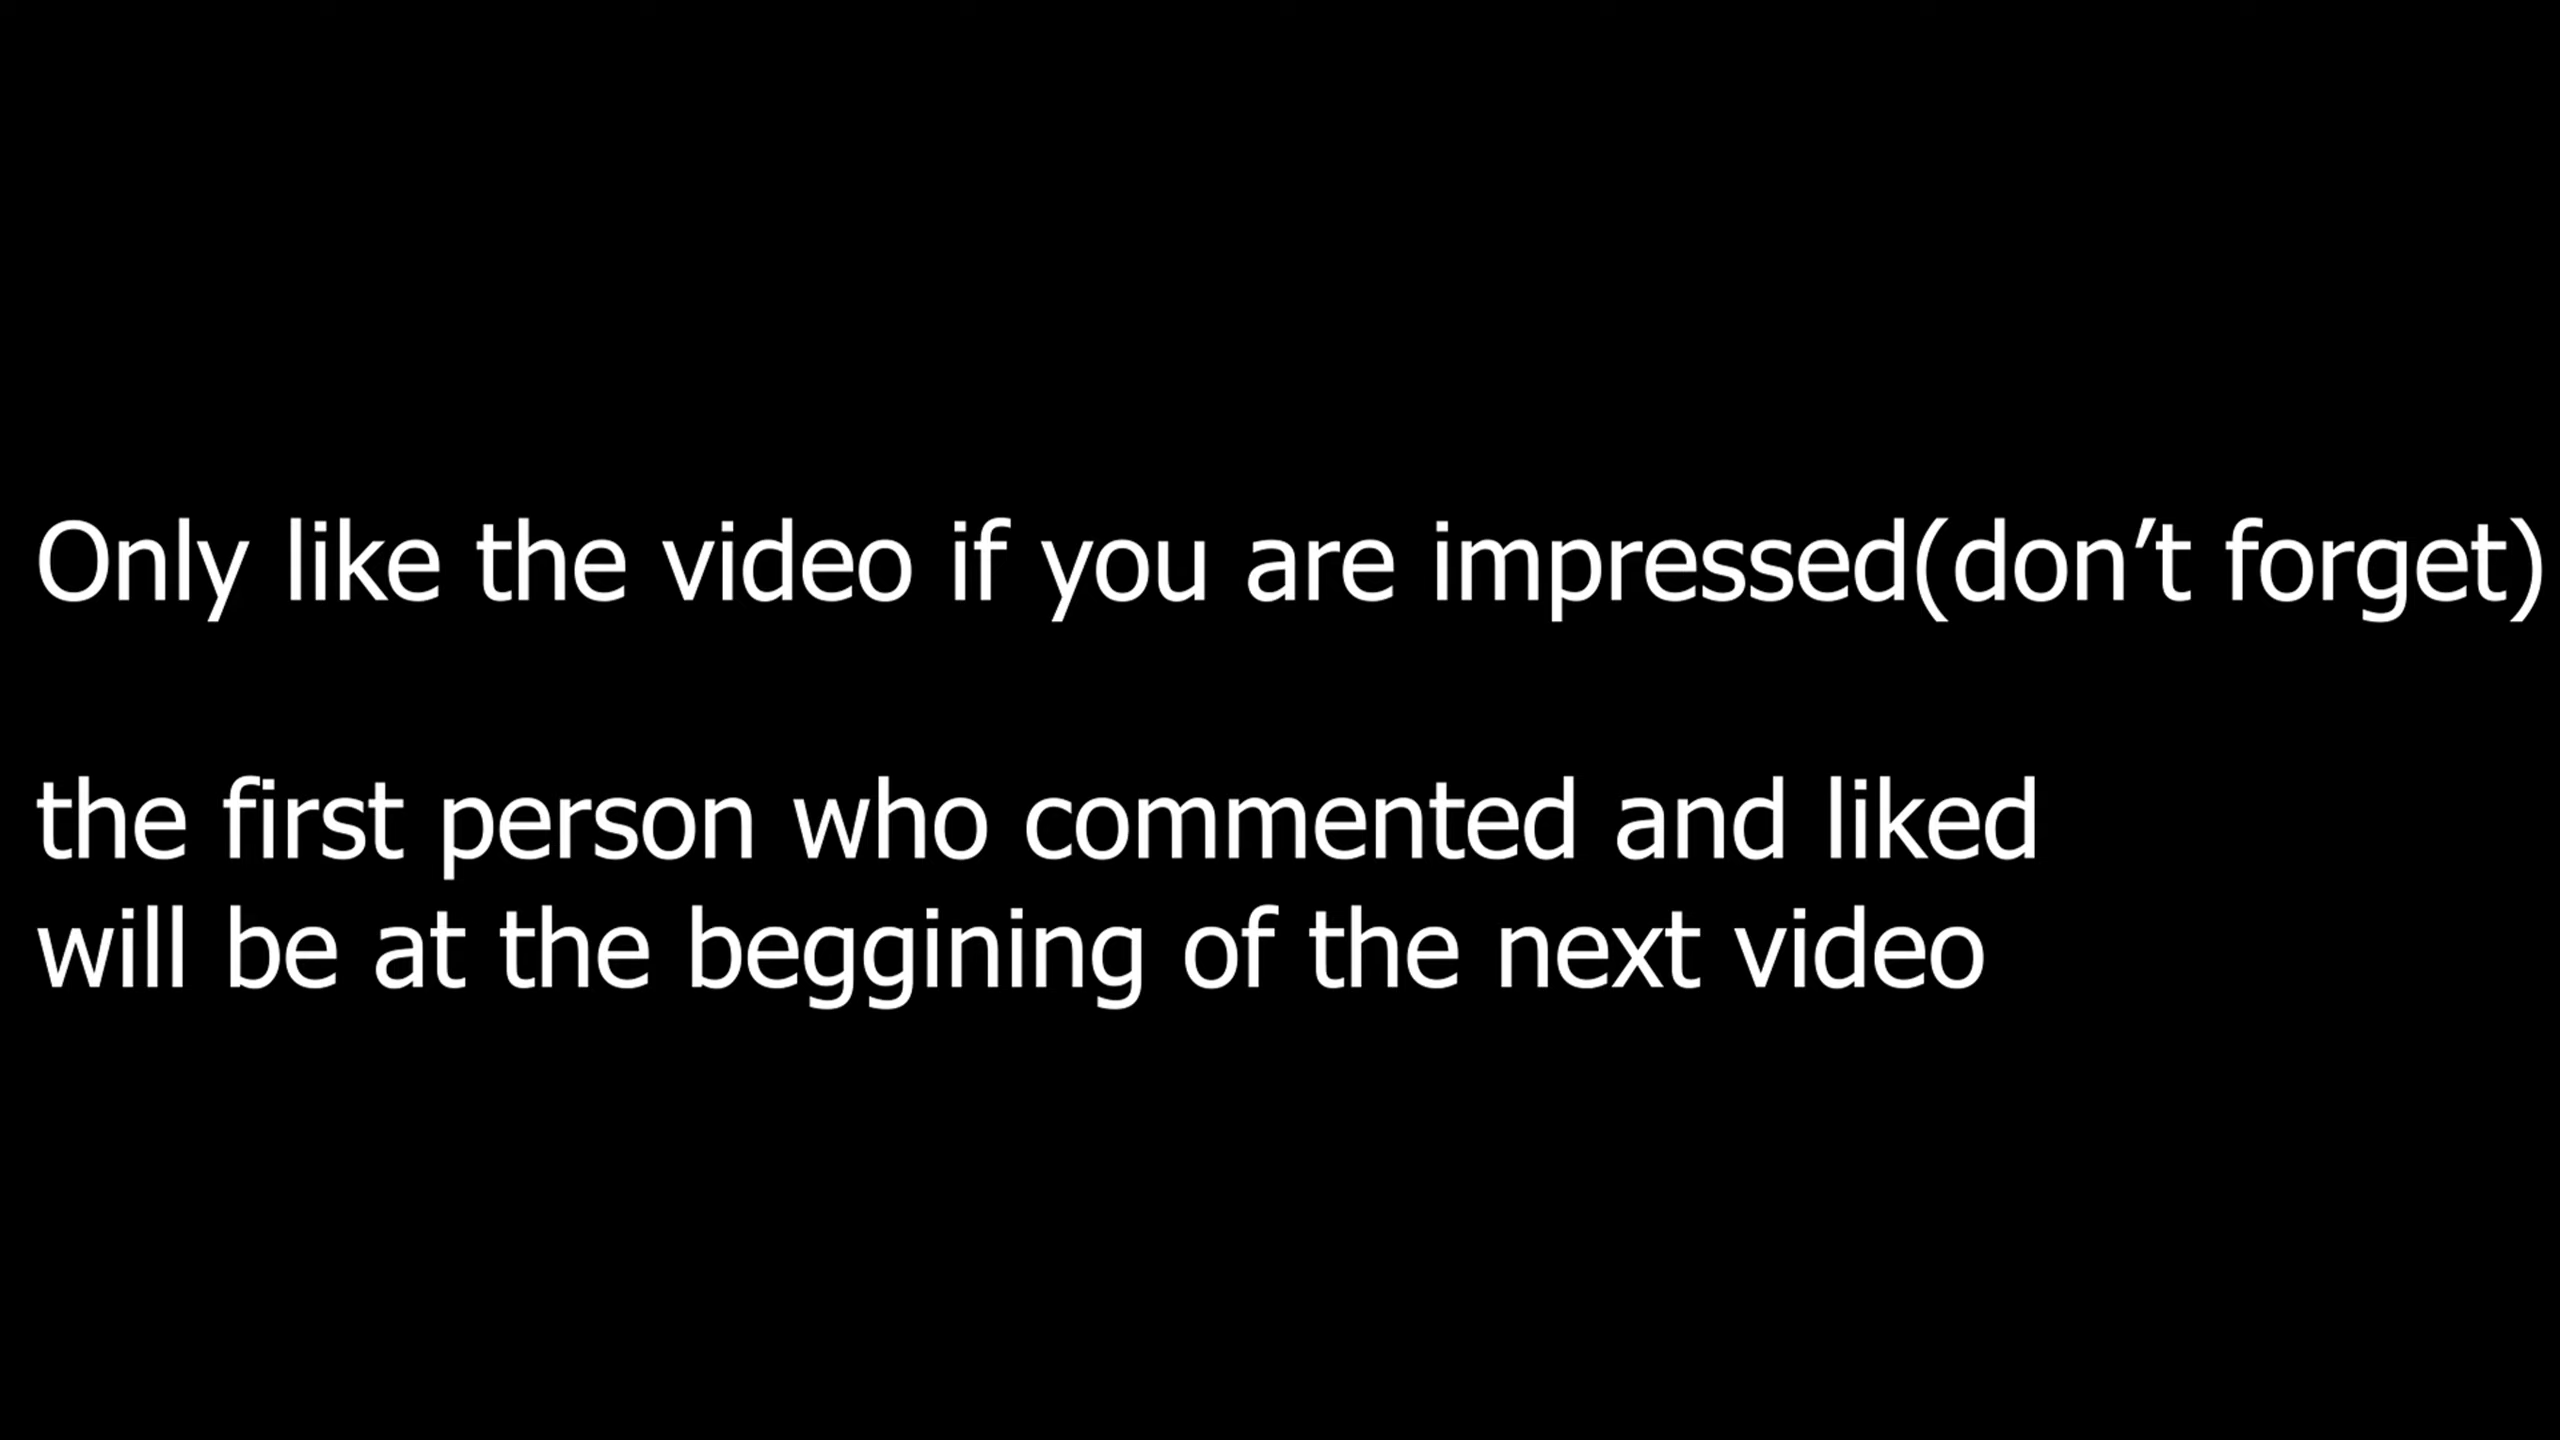 Only like the video if you are impressed(don’t forget)
the first person who commented and liked
will be at the beggining of the next video